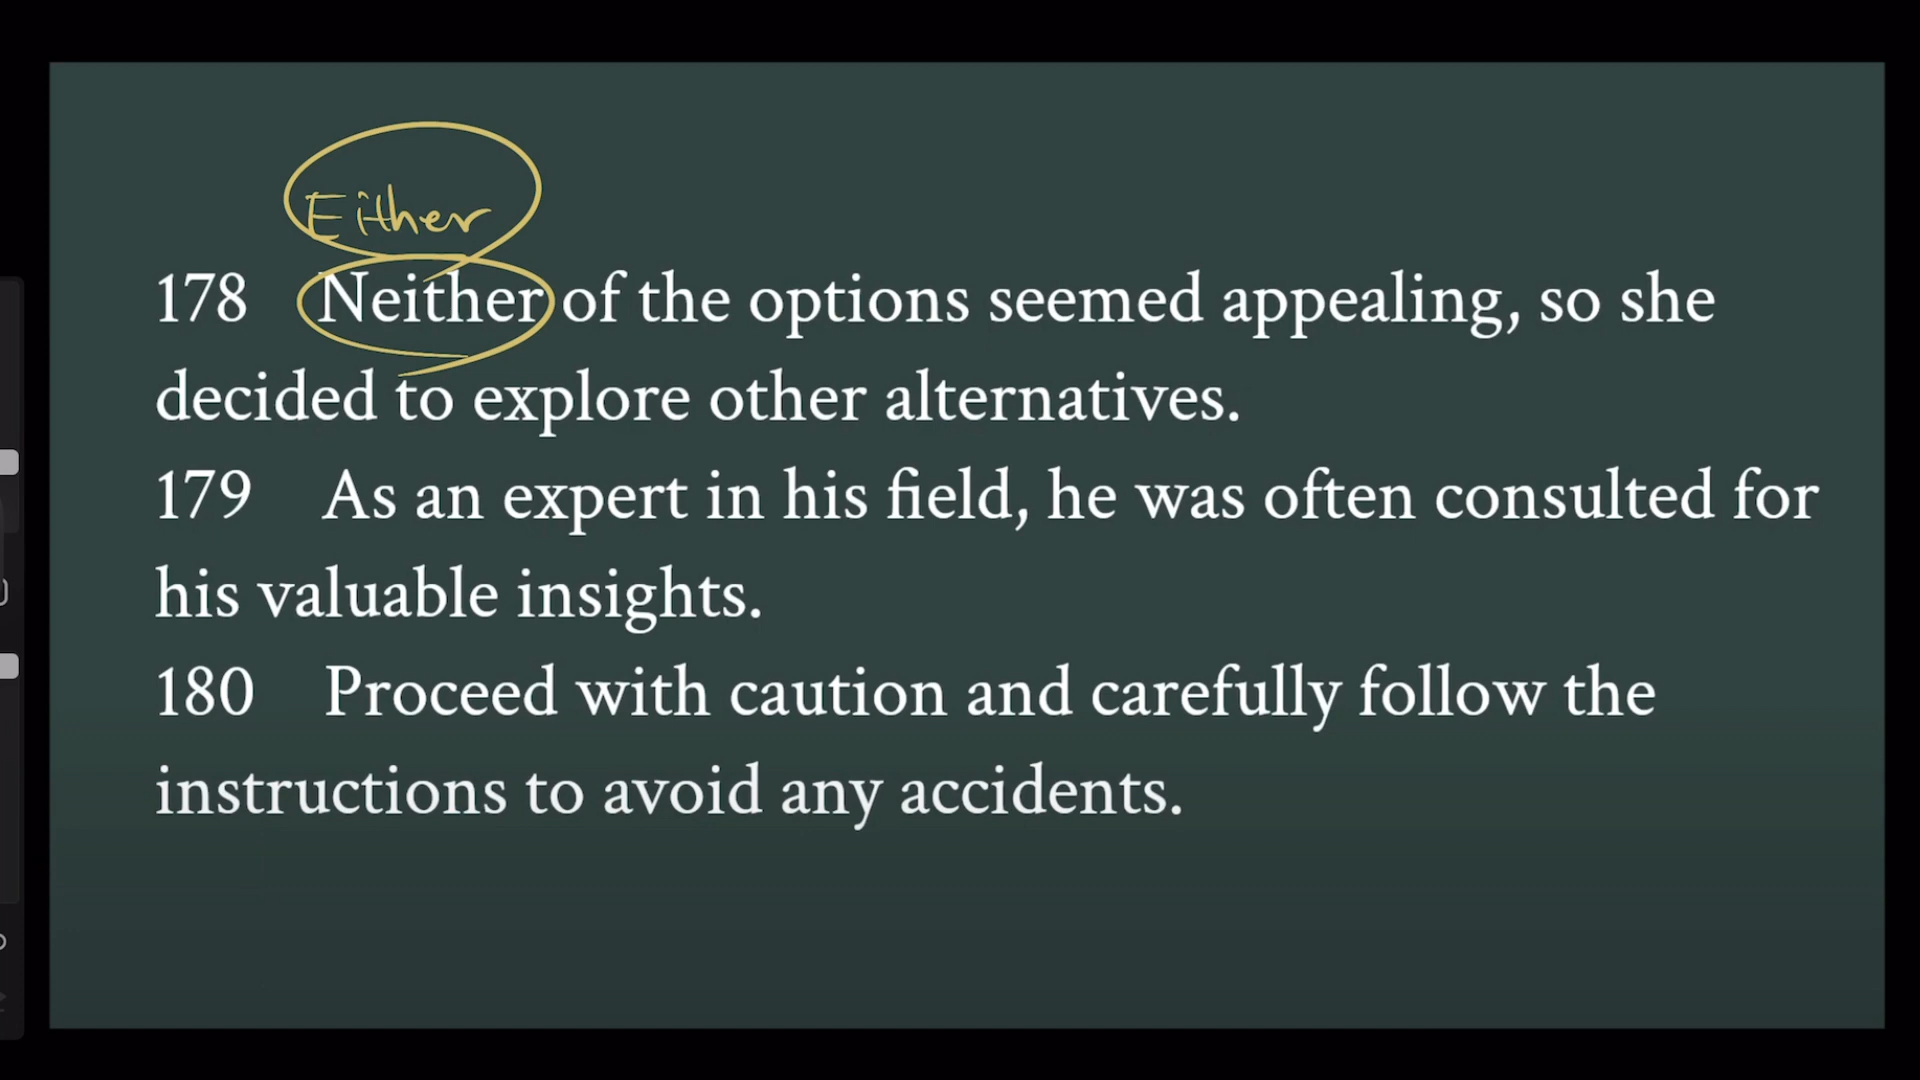 Either
178 Neither of the options seemed appealing, so she
decided to explore other alternatives.
179 As an expert in his field, he was often consulted for
his valuable insights.
180 Proceed with caution and carefully follow the
instructions to avoid any accidents.